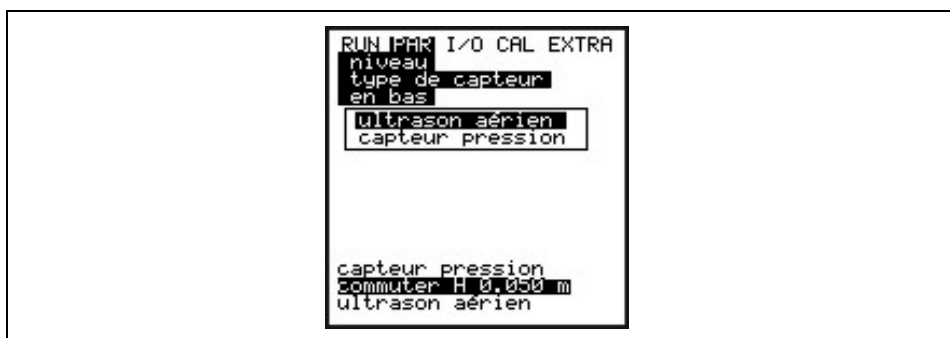 RUN PAR I/O CAL EXTRA
niveau
type de capteur
en bas
ultrason aérien
capteur pression
capteur pression
commuter H 0.050 m
ultrason aérien